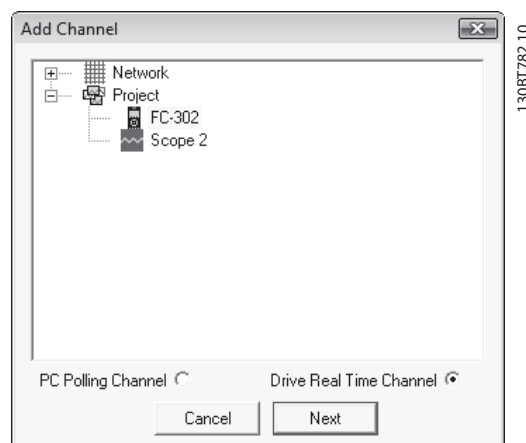 Add Channel
Network
Project
FC-302
Scope 2
PC Polling Channel
Drive Real Time Channel
Cancel
Next
130BT782.10